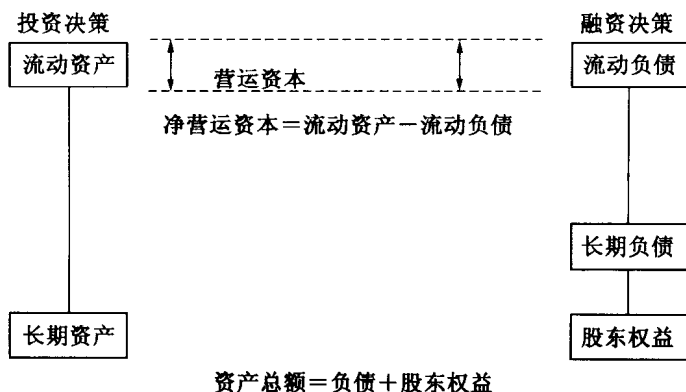 投资决策
融资决策
流动资产
流动负债
营运资本
净营运资本=流动资产-流动负债
长期负债
长期资产
股东权益
资产总额=负债+股东权益